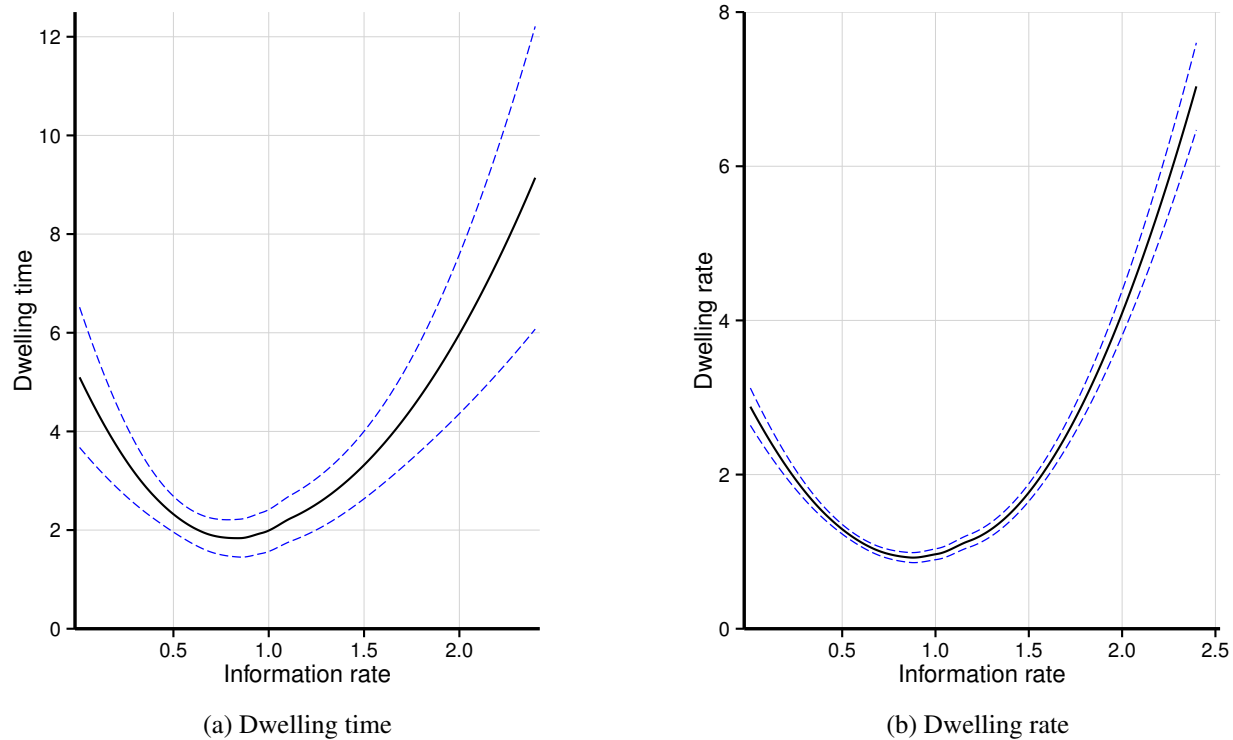 12
10
8
6
4
2
0
Dwelling time
0.5 1.0 1.5 2.0
Information rate
(a) Dwelling time
8
6
4
2
0
Dwelling rate
0.5 1.0 1.5 2.0 2.5
Information rate
(b) Dwelling rate